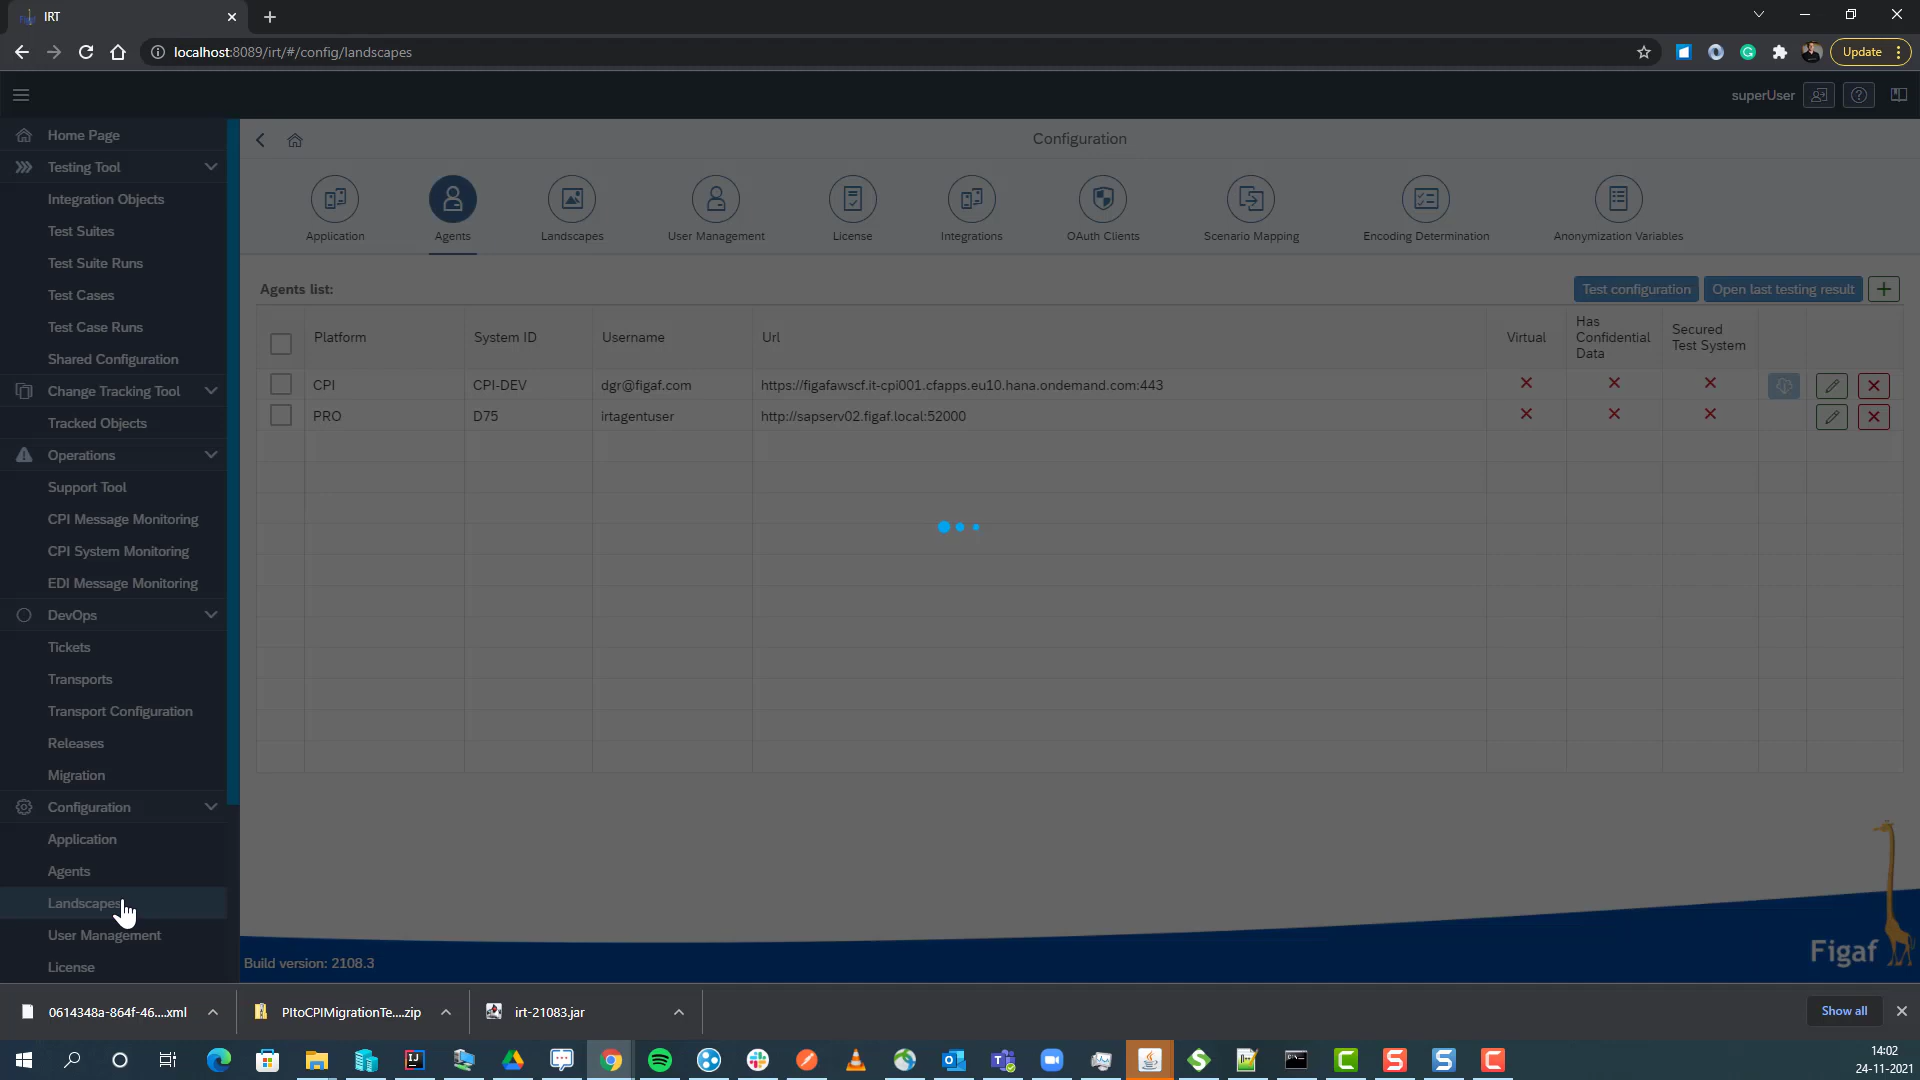 IRT
localhost:8089/irt/#/config/landscapes
Update
superUser
Home Page
Testing Tool
Integration Objects
Test Suites
Test Suite Runs
Test Cases
Test Case Runs
Shared Configuration
Change Tracking Tool
Tracked Objects
Operations
Support Tool
CPI Message Monitoring
CPI System Monitoring
EDI Message Monitoring
DevOps
Tickets
Transports
Transport Configuration
Releases
Migration
Configuration
Application
Agents
Landscapes
User Management
License
Configuration
Application
Agents
Landscapes
User Management
License
Integrations
OAuth Clients
Scenario Mapping
Encoding Determination
Anonymization Variables
Agents list:
Test configuration
Open last testing result
Platform
System ID
Username
Url
Virtual
Has Confidential Data
Secured Test System
CPI CPI-DEV dgr@figaf.com https://figafawscf.it-cpi001.cfapps.eu10.hana.ondemand.com:443
PRO D75 irtagentuser http://sapserv02.figaf.local:52000
Figaf
Build version: 2108.3
0614348a-864f-46....xml
PItoCPIMigrationTe....zip
irt-21083.jar
Show all
14:02
24-11-2021